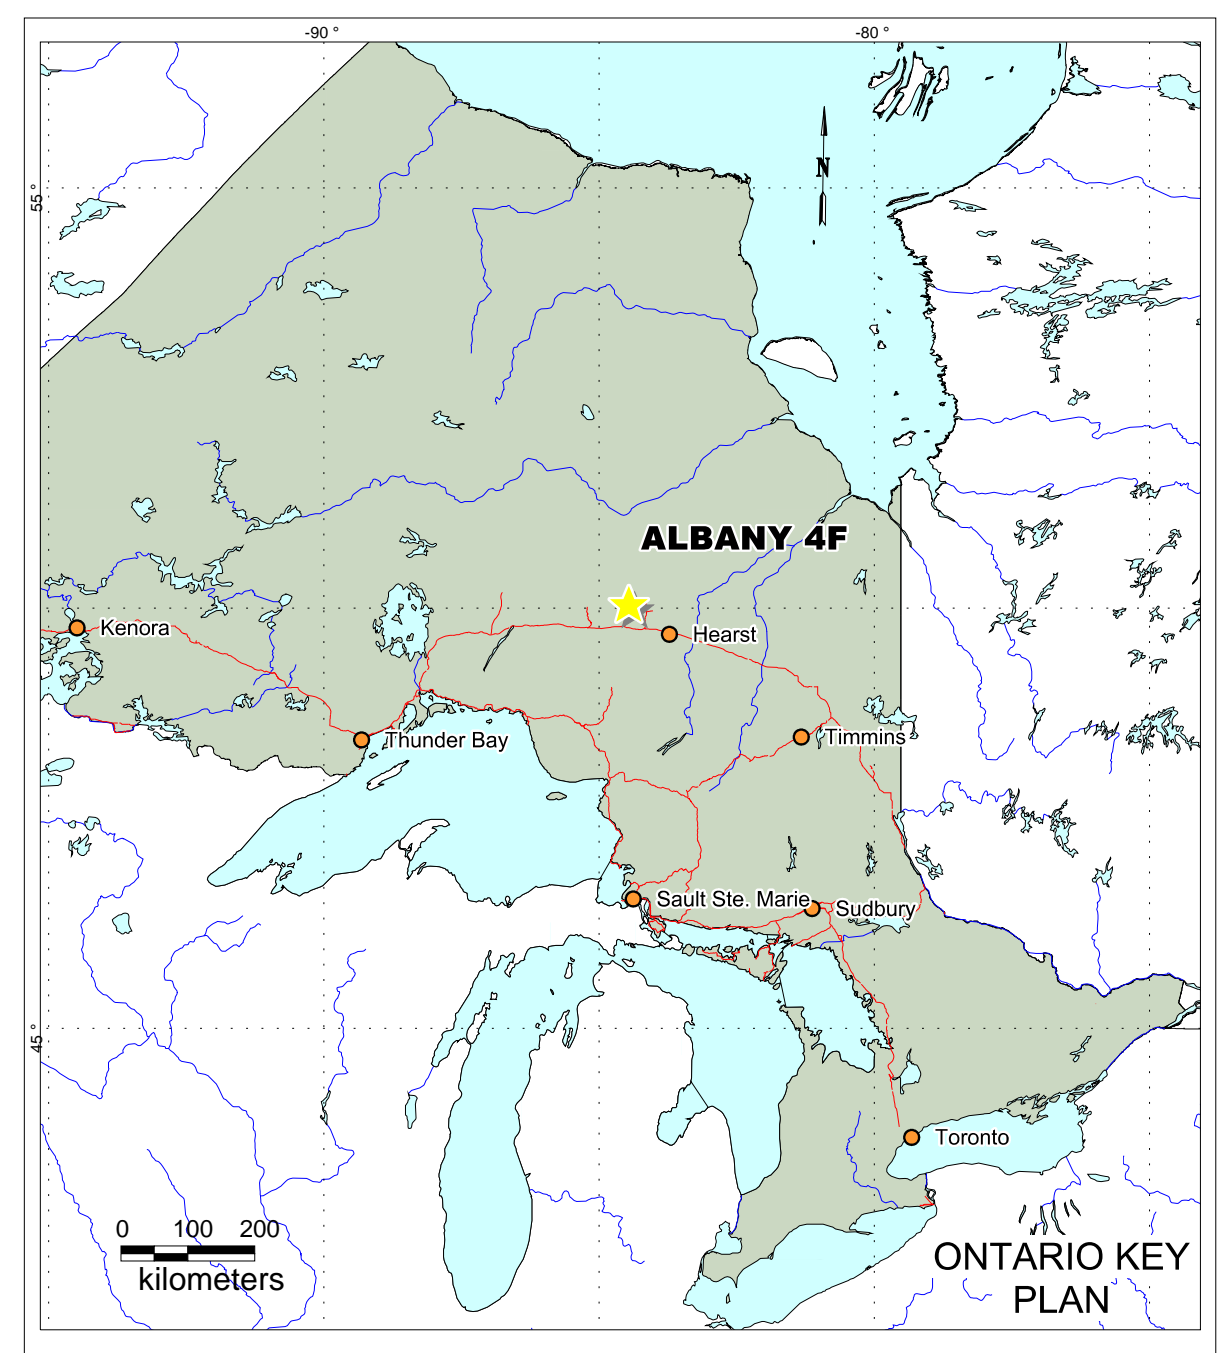 -90 °
-80 °
N
55 °
ALBANY 4F
Kenora
Hearst
Thunder Bay
Timmins
Sault Ste. Marie
Sudbury
45 °
Toronto
0 100 200
kilometers
ONTARIO KEY
PLAN